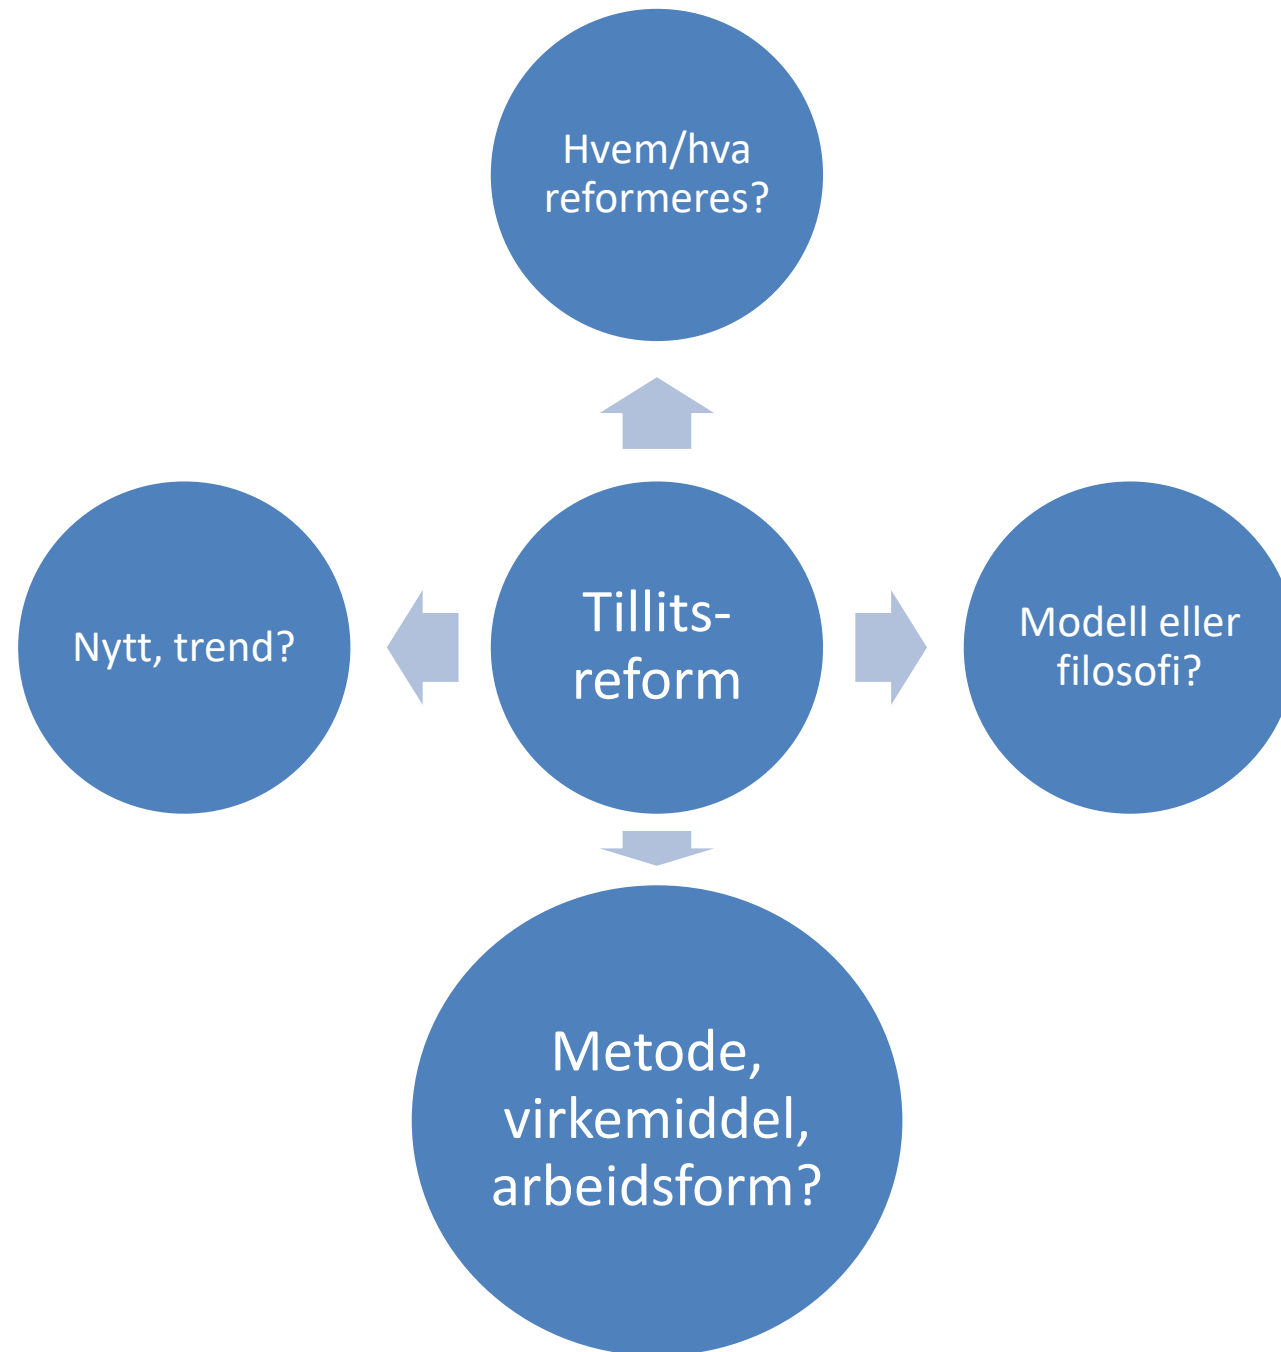 Hvem/hva
reformeres?
Nytt, trend?
Tillits-
reform
Modell eller
filosofi?
Metode,
virkemiddel,
arbeidsform?